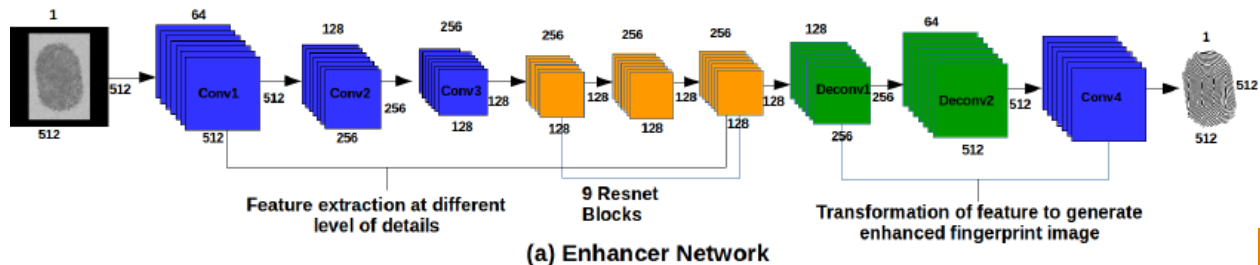 1
64
128
256
256
256
256
128
64
1
512
512
Conv1
512
512
Conv2
256
256
Conv3
128
128
128
128
128
128
128
128
Deconv1
256
256
Deconv2
512
512
Conv4
512
512
Feature extraction at different
level of details
9 Resnet
Blocks
Transformation of feature to generate
enhanced fingerprint image
(a) Enhancer Network